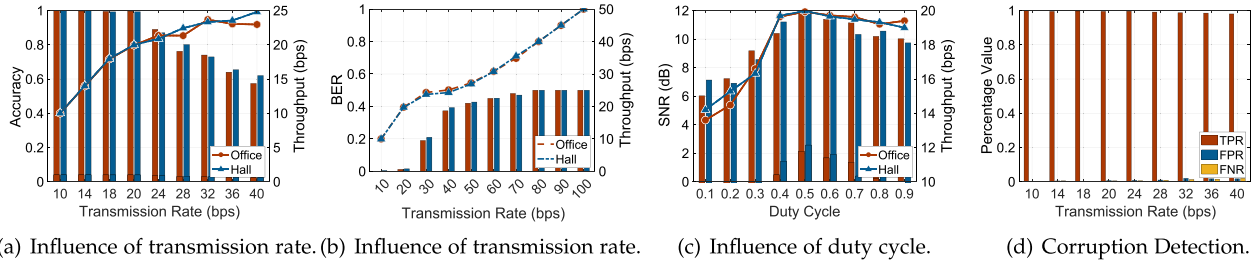 Accuracy
1
0.8
0.6
0.4
0.2
0
10 14 18 20 24 28 32 36 40
Transmission Rate (bps)
25
20
15
10
5
0
Throughput (bps)
Office
Hall
(a) Influence of transmission rate.
BER
1
0.8
0.6
0.4
0.2
0
10 20 30 40 50 60 70 80 90 100
Transmission Rate (bps)
50
40
30
20
10
0
Throughput (bps)
Office
Hall
(b) Influence of transmission rate.
SNR (dB)
12
10
8
6
4
2
0
0.1 0.2 0.3 0.4 0.5 0.6 0.7 0.8 0.9
Duty Cycle
20
18
16
14
12
10
Throughput (bps)
Office
Hall
(c) Influence of duty cycle.
Percentage Value
1
0.8
0.6
0.4
0.2
0
10 14 18 20 24 28 32 36 40
Transmission Rate (bps)
TPR
FPR
FNR
(d) Corruption Detection.